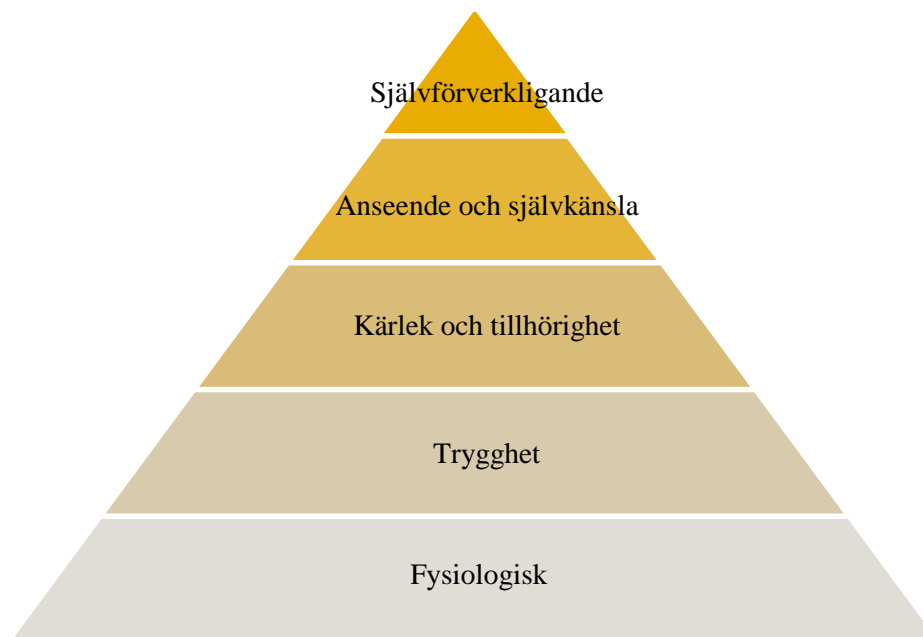 Självförverkligande
Anseende och självkänsla
Kärlek och tillhörighet
Trygghet
Fysiologisk